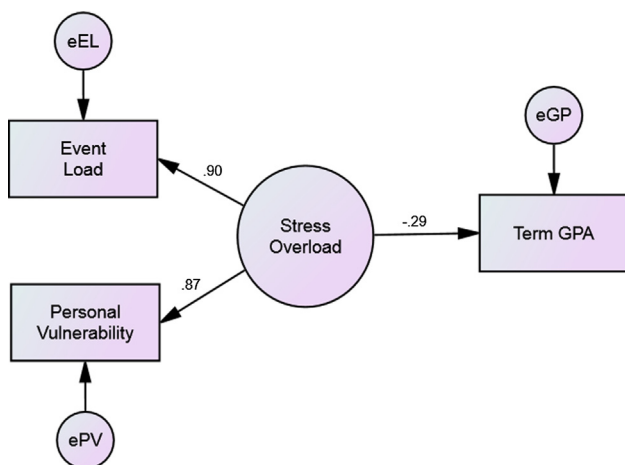 eEL
Event
Load
.90
eGP
Stress
Overload
-.29
Term GPA
.87
Personal
Vulnerability
ePV